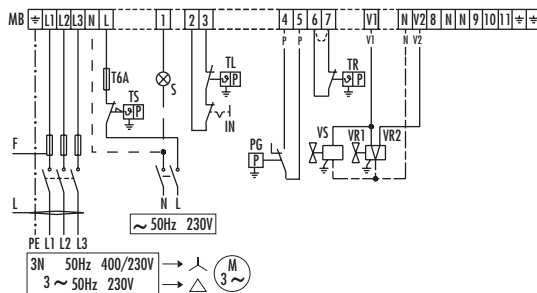 MB L1 L2 L3 N L 1 2 3 4 5 6 7 V1 N V2 8 N N 9 10 11
P P V1 N V2
T6A
TL
TR
S
P
P
TS
P
IN
F
PG
P
VS VR1 VR2
L
N L
PE L1 L2 L3
~ 50Hz 230V
3N 50Hz 400/230V
3 ~ 50Hz 230V
M
3 ~